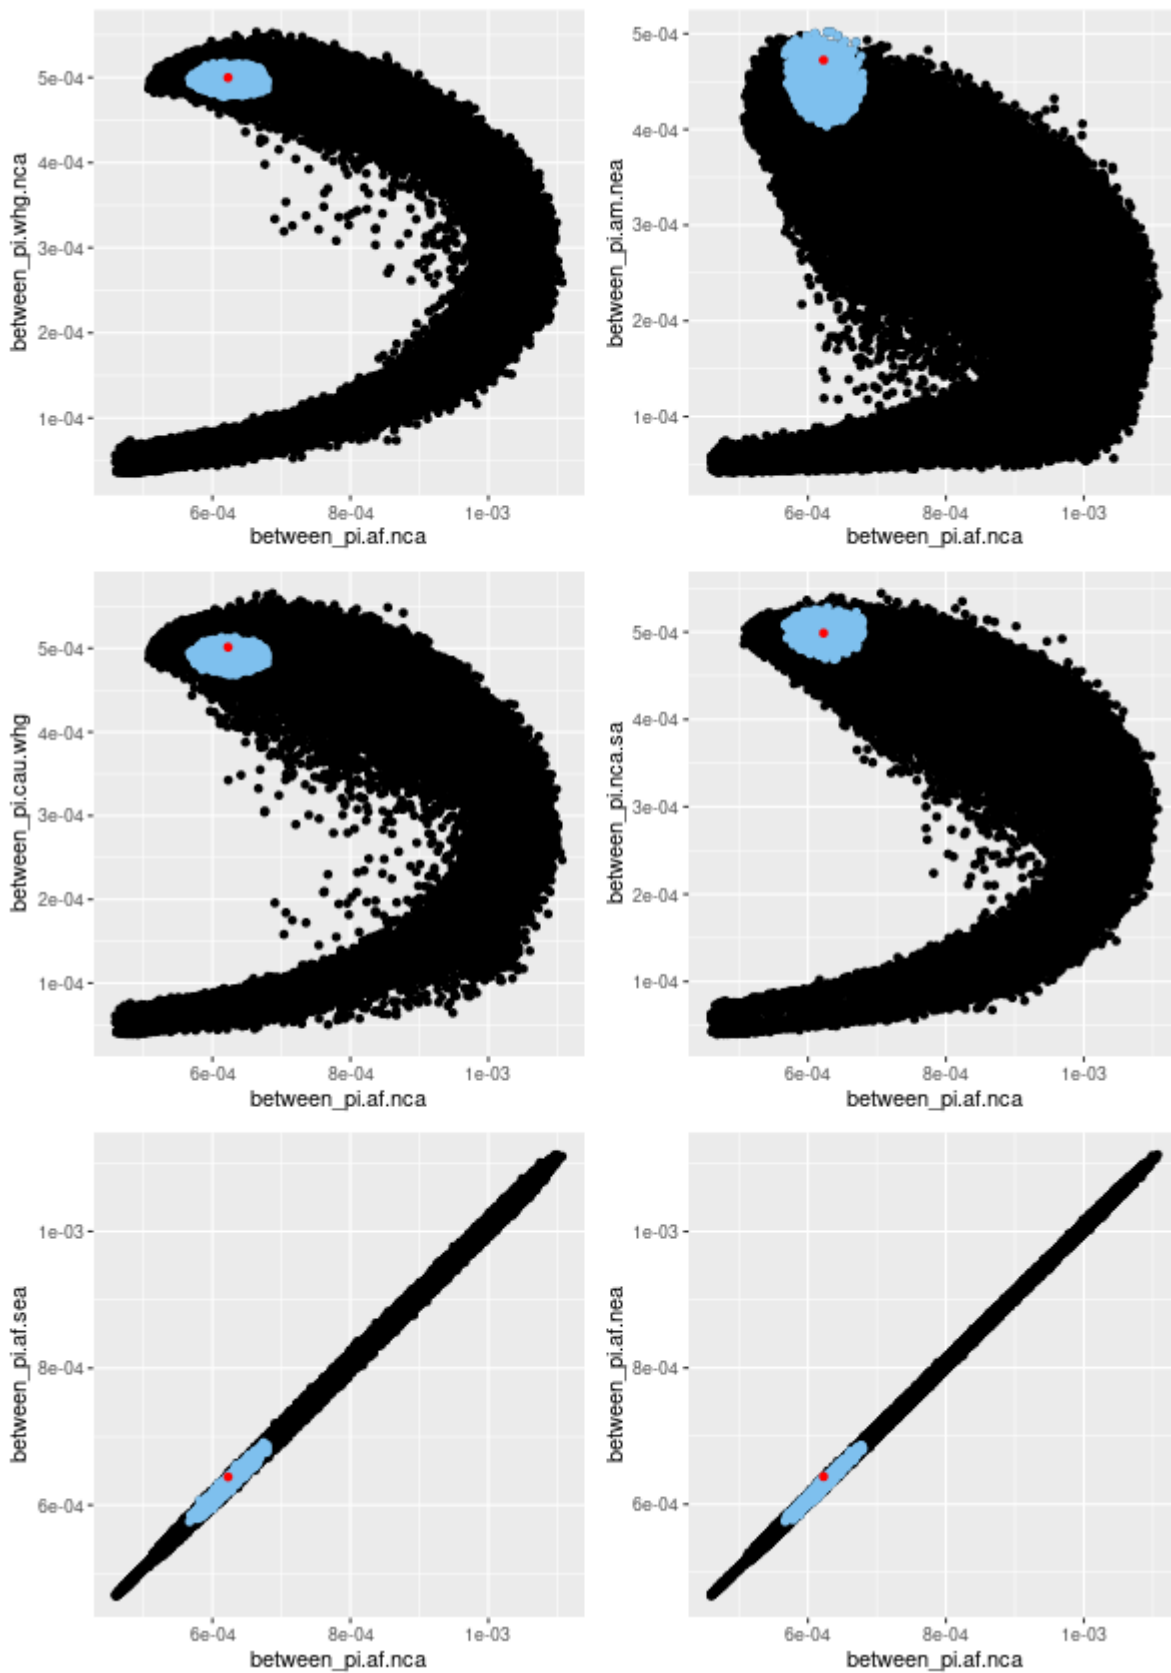 between_pi.whg.nca
5e-04
4e-04
3e-04
2e-04
1e-04
6e-04 8e-04 1e-03
between_pi.af.nca
between_pi.am.nea
5e-04
4e-04
3e-04
2e-04
1e-04
6e-04 8e-04 1e-03
between_pi.af.nca
between_pi.cau.whg
5e-04
4e-04
3e-04
2e-04
1e-04
6e-04 8e-04 1e-03
between_pi.af.nca
between_pi.nca.sa
5e-04
4e-04
3e-04
2e-04
1e-04
6e-04 8e-04 1e-03
between_pi.af.nca
between_pi.af.sea
1e-03
8e-04
6e-04
6e-04 8e-04 1e-03
between_pi.af.nca
between_pi.af.nea
1e-03
8e-04
6e-04
6e-04 8e-04 1e-03
between_pi.af.nca